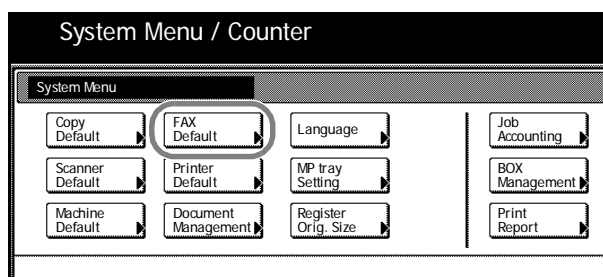 System Menu / Counter
System Menu
Copy
Default
FAX
Default
Language
Job
Accounting
Scanner
Default
Printer
Default
MP tray
Setting
BOX
Management
Machine
Default
Document
Management
Register
Orig. Size
Print
Report